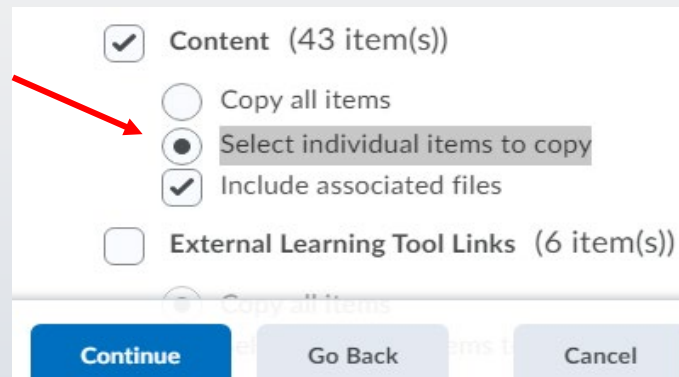 Content (43 item(s))
Copy all items
Select individual items to copy
Include associated files
External Learning Tool Links (6 item(s))
Copy all items
Continue Go Back Cancel